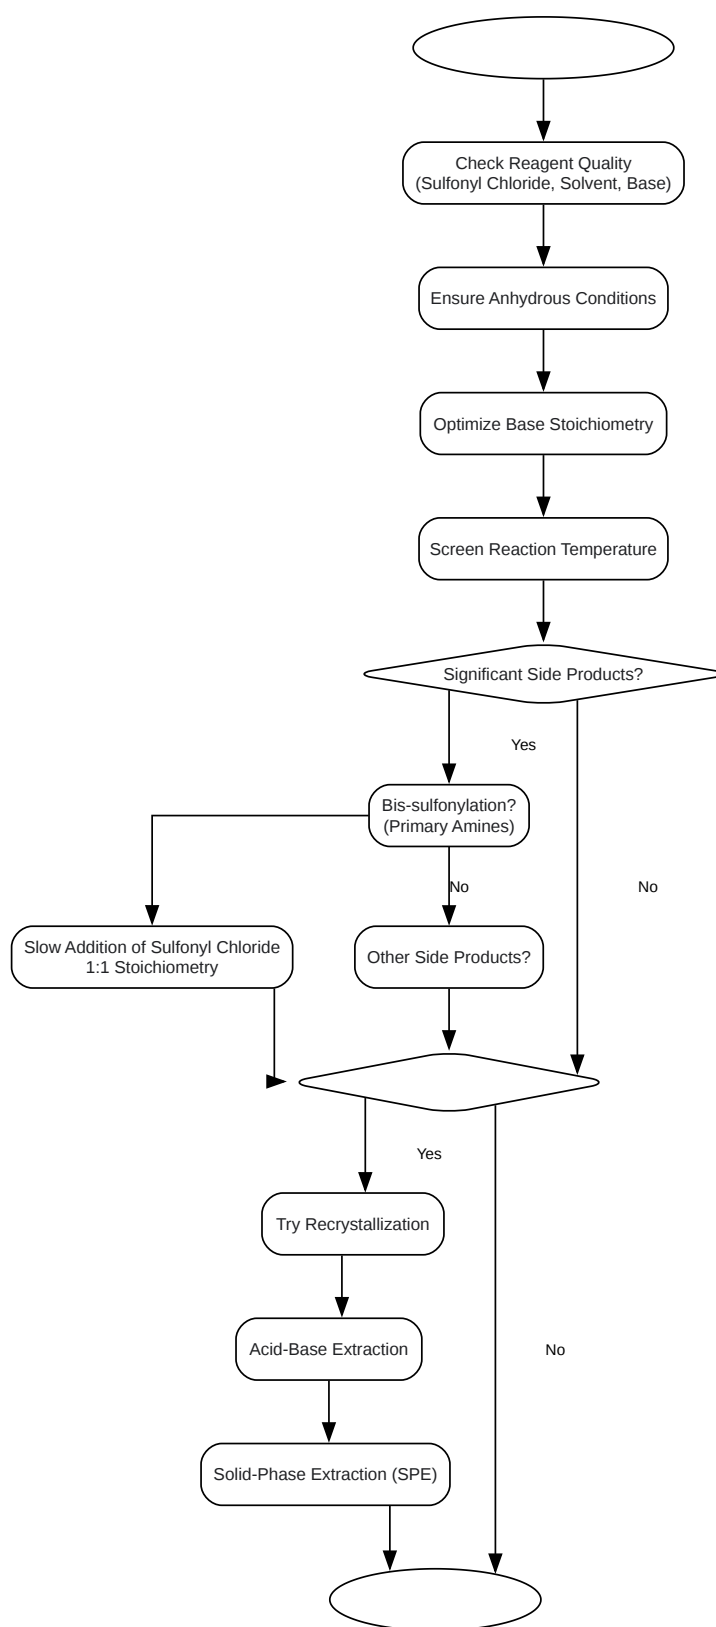 Check Reagent Quality
(Sulfonyl Chloride, Solvent, Base)
Ensure Anhydrous Conditions
Optimize Base Stoichiometry
Screen Reaction Temperature
Significant Side Products?
Yes
Bis-sulfonylation?
(Primary Amines)
No
No
Slow Addition of Sulfonyl Chloride
1:1 Stoichiometry
Other Side Products?
Yes
Try Recrystallization
Acid-Base Extraction
No
Solid-Phase Extraction (SPE)